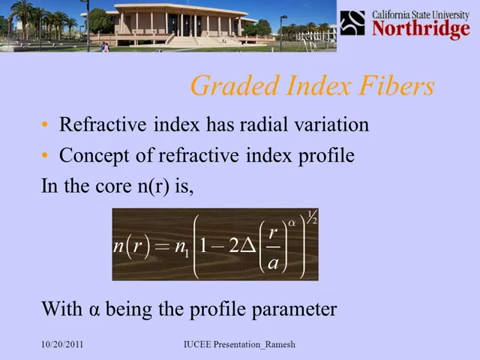 California State University
Northridge
Graded Index Fibers
• Refractive index has radial variation
• Concept of refractive index profile
In the core n(r) is,
n(r) = n₁(1 − 2Δ(r/a)^α)^½
With α being the profile parameter
10/20/2011 IUCEE Presentation_Ramesh